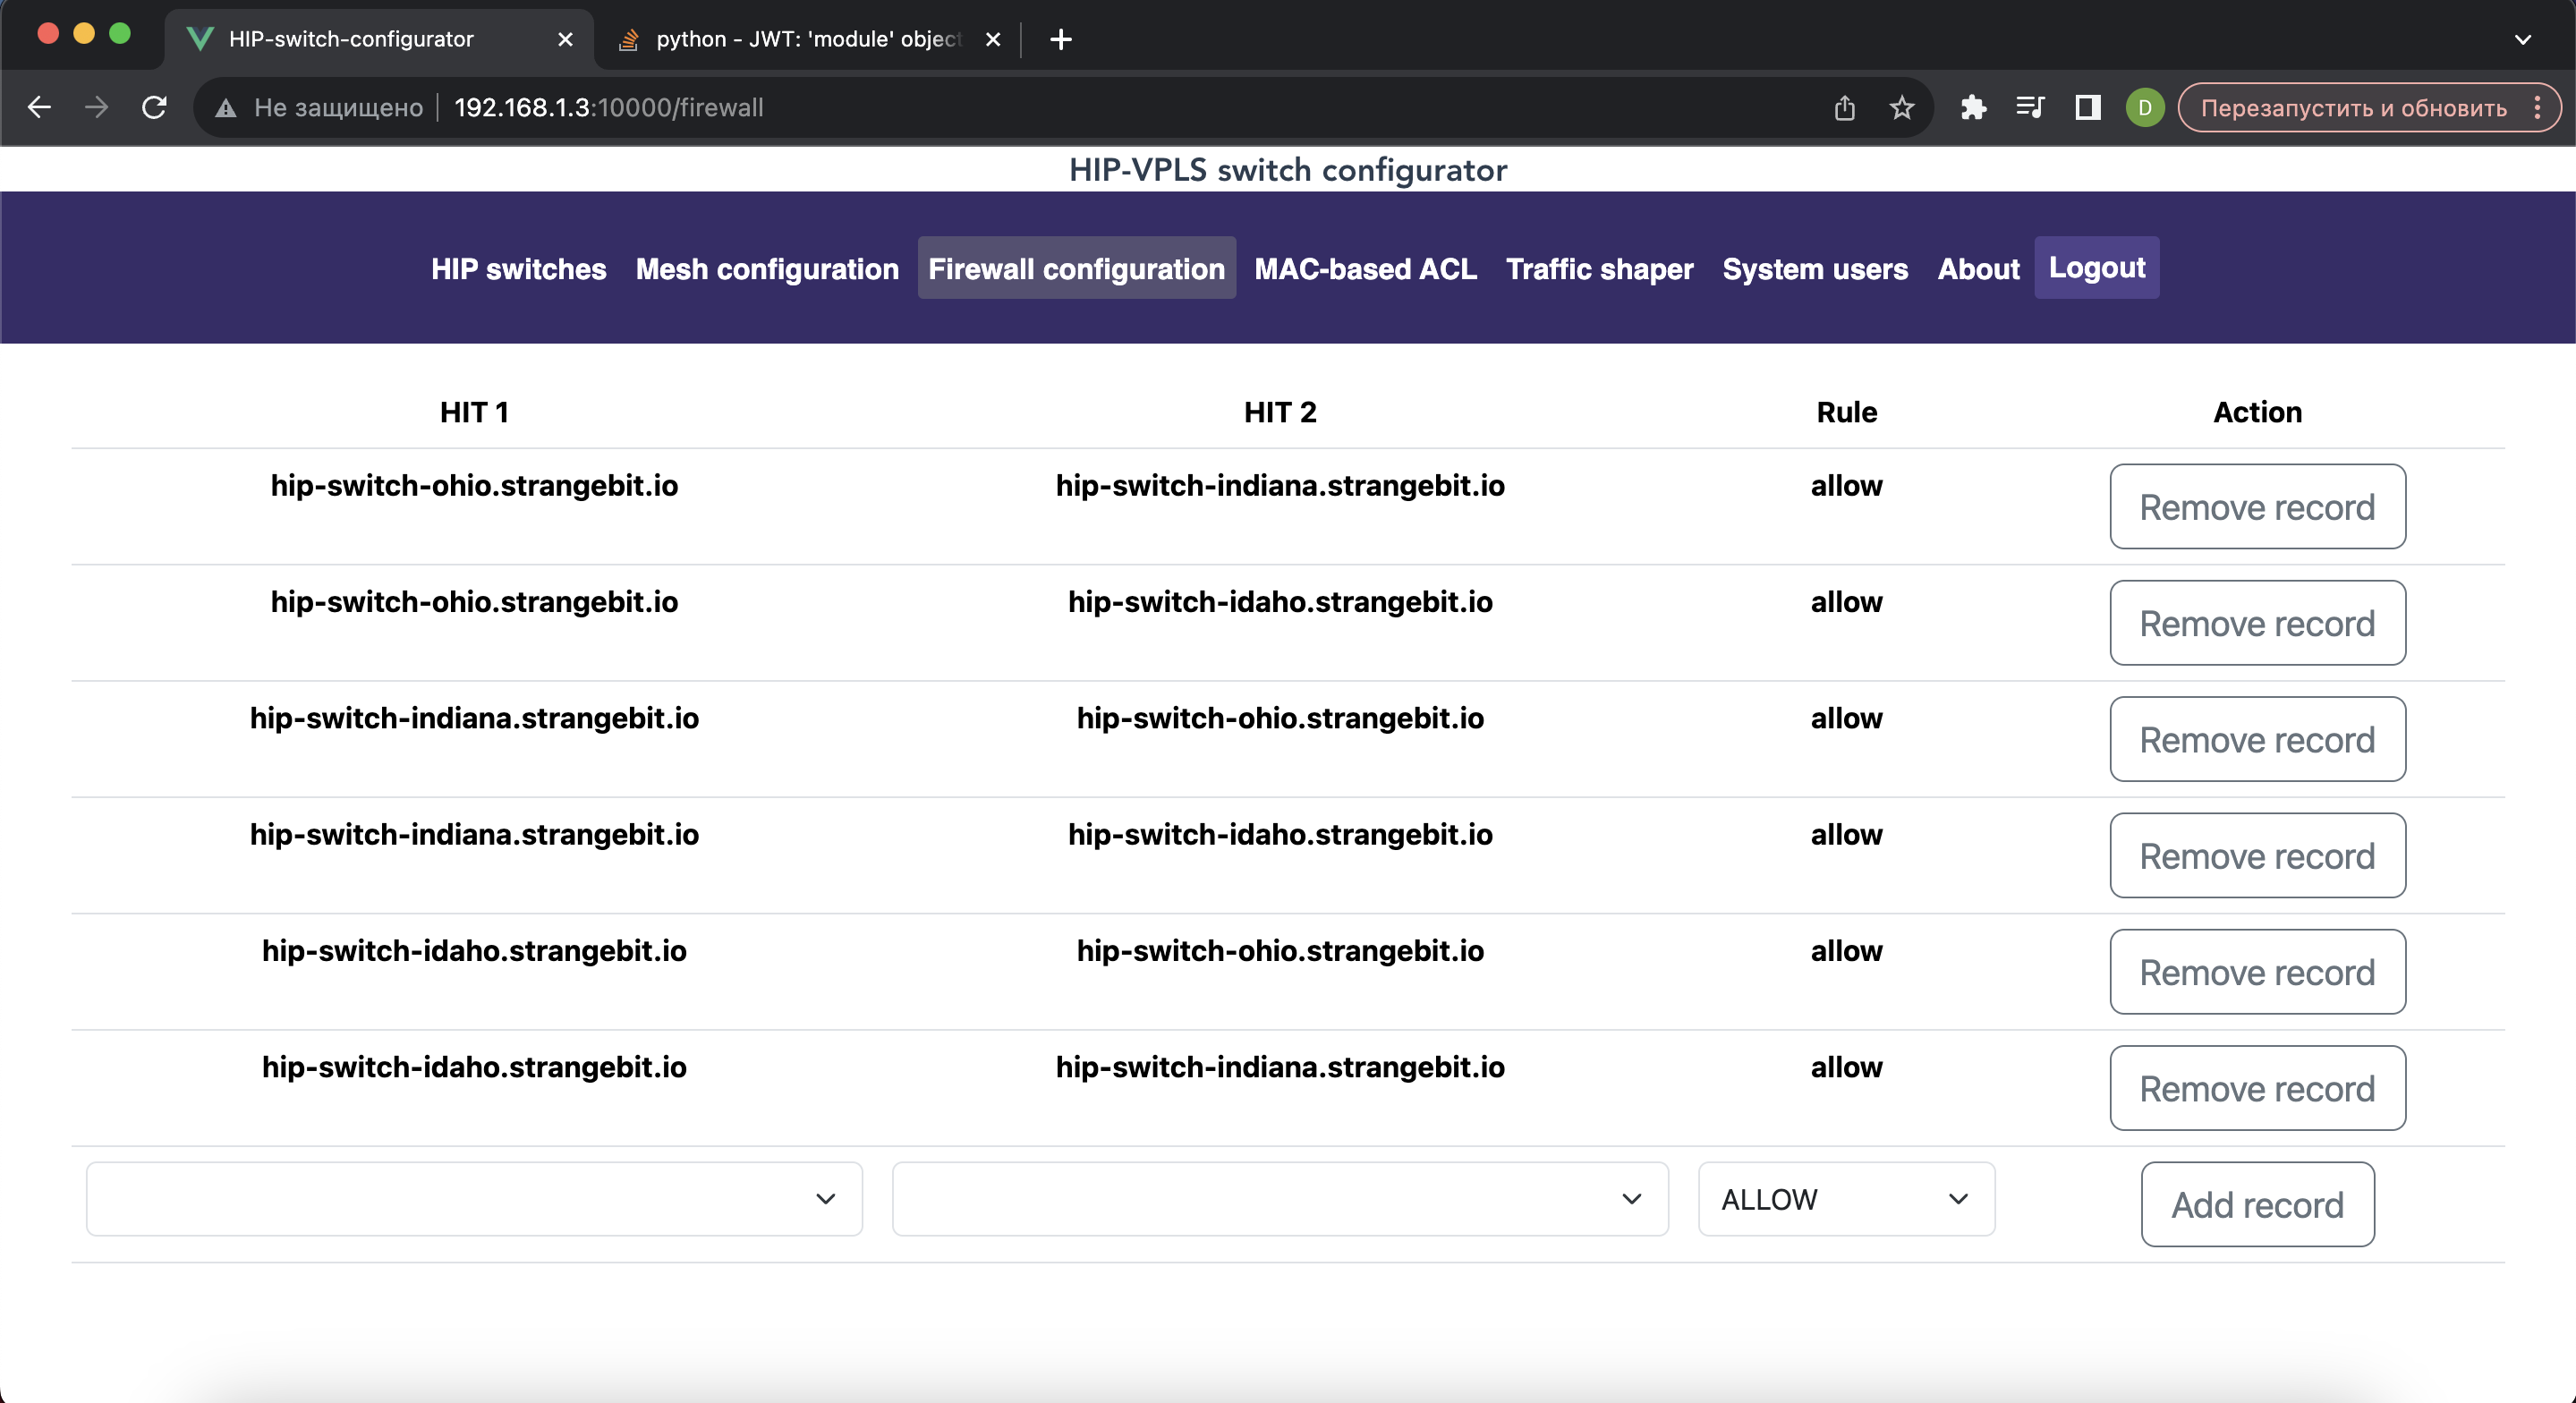 HIP-switch-configurator
python - JWT: 'module' object
Не защищено 192.168.1.3:10000/firewall
D
Перезапустить и обновить
HIP-VPLS switch configurator
HIP switches Mesh configuration Firewall configuration MAC-based ACL Traffic shaper System users About Logout
HIT 1 HIT 2 Rule Action
hip-switch-ohio.strangebit.io hip-switch-indiana.strangebit.io allow Remove record
hip-switch-ohio.strangebit.io hip-switch-idaho.strangebit.io allow Remove record
hip-switch-indiana.strangebit.io hip-switch-ohio.strangebit.io allow Remove record
hip-switch-indiana.strangebit.io hip-switch-idaho.strangebit.io allow Remove record
hip-switch-idaho.strangebit.io hip-switch-ohio.strangebit.io allow Remove record
hip-switch-idaho.strangebit.io hip-switch-indiana.strangebit.io allow Remove record
ALLOW Add record